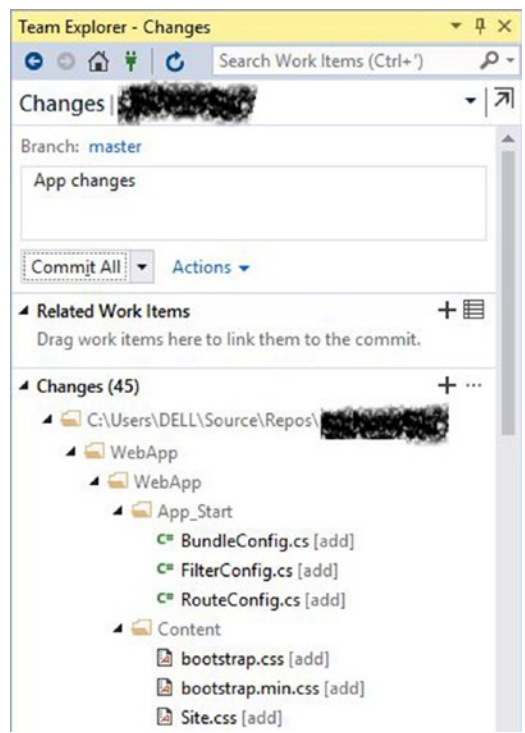 Team Explorer - Changes
Search Work Items (Ctrl+')
Changes |
Branch: master
App changes
Commit All Actions
Related Work Items
Drag work items here to link them to the commit.
Changes (45)
C:\Users\DELL\Source\Repos\
WebApp
WebApp
App_Start
C# BundleConfig.cs [add]
C# FilterConfig.cs [add]
C# RouteConfig.cs [add]
Content
bootstrap.css [add]
bootstrap.min.css [add]
Site.css [add]